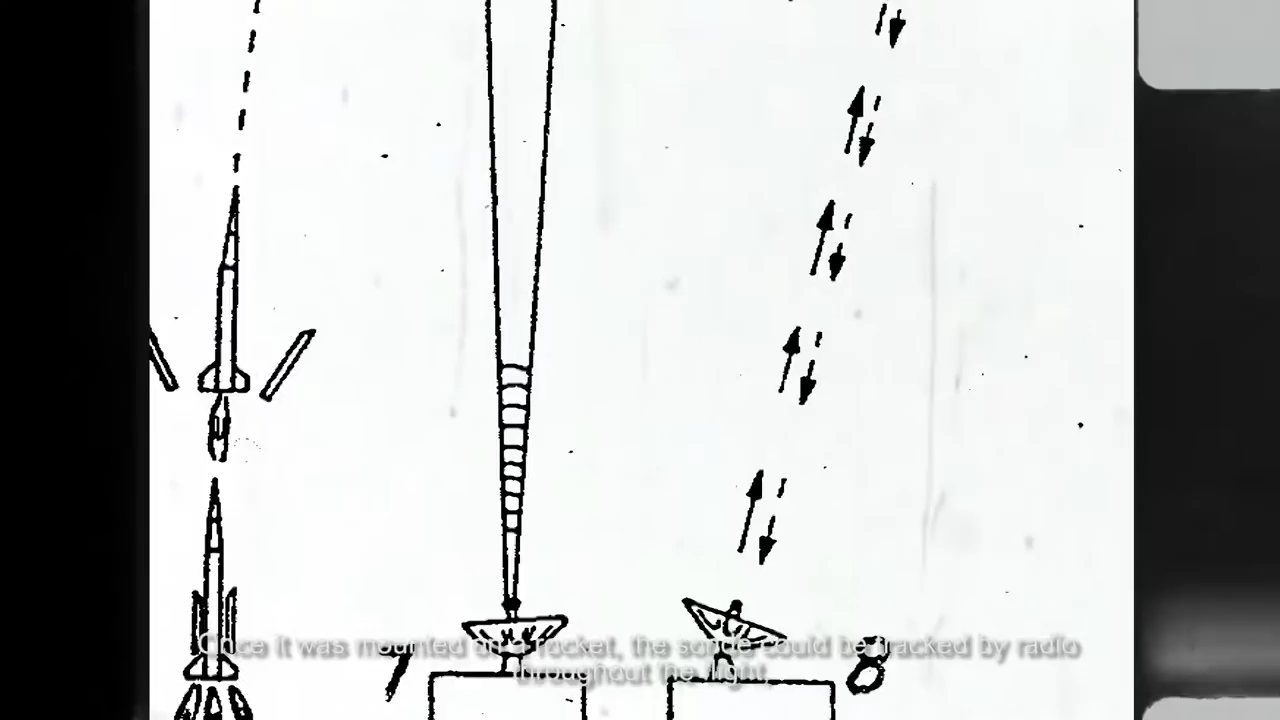 Once it was mounted on a rocket, the sonde could be tracked by radio
throughout the flight,
7
8